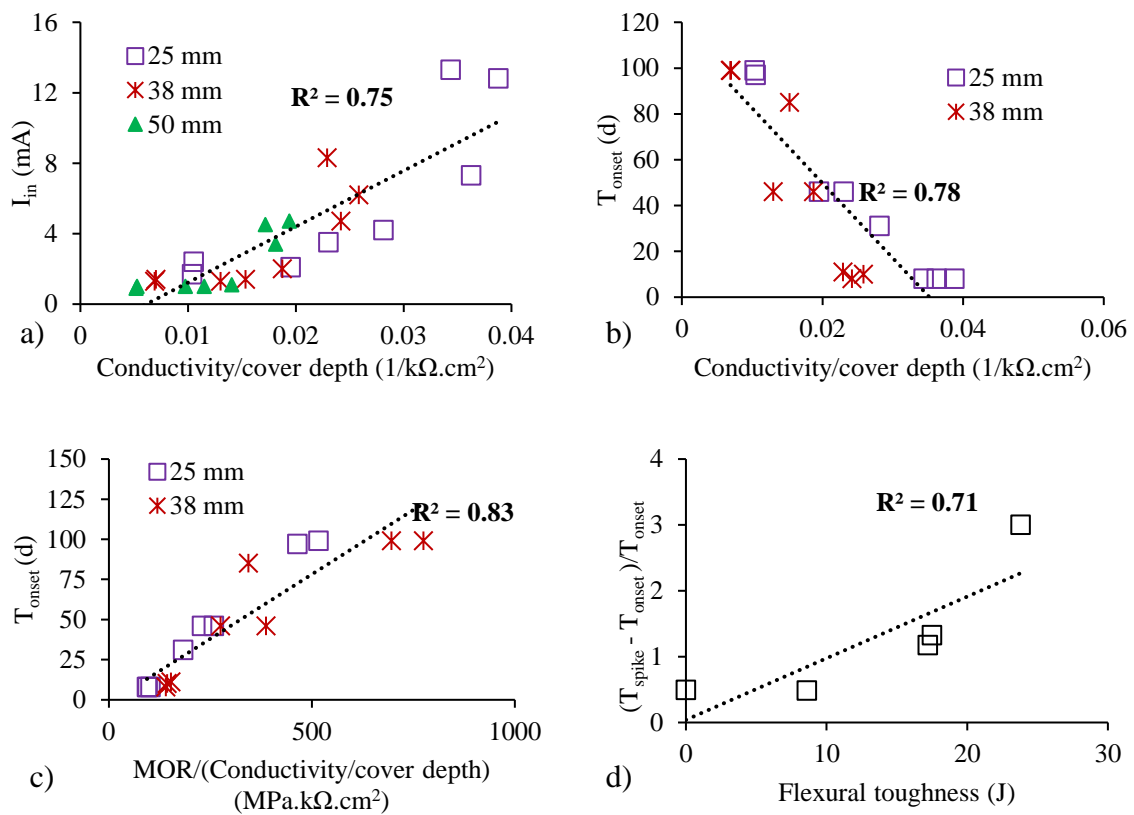 16
12
8
4
0
I_in (mA)
25 mm
38 mm
50 mm
R² = 0.75
0
0.01
0.02
0.03
0.04
a)
Conductivity/cover depth (1/kΩ.cm²)
120
100
80
60
40
20
0
T_onset (d)
25 mm
38 mm
R² = 0.78
0
0.02
0.04
0.06
b)
Conductivity/cover depth (1/kΩ.cm²)
150
125
100
75
50
25
0
T_onset (d)
25 mm
38 mm
R² = 0.83
0
500
1000
c)
MOR/(Conductivity/cover depth)
(MPa.kΩ.cm²)
4
3
2
1
0
(T_spike - T_onset)/T_onset
R² = 0.71
0
10
20
30
d)
Flexural toughness (J)